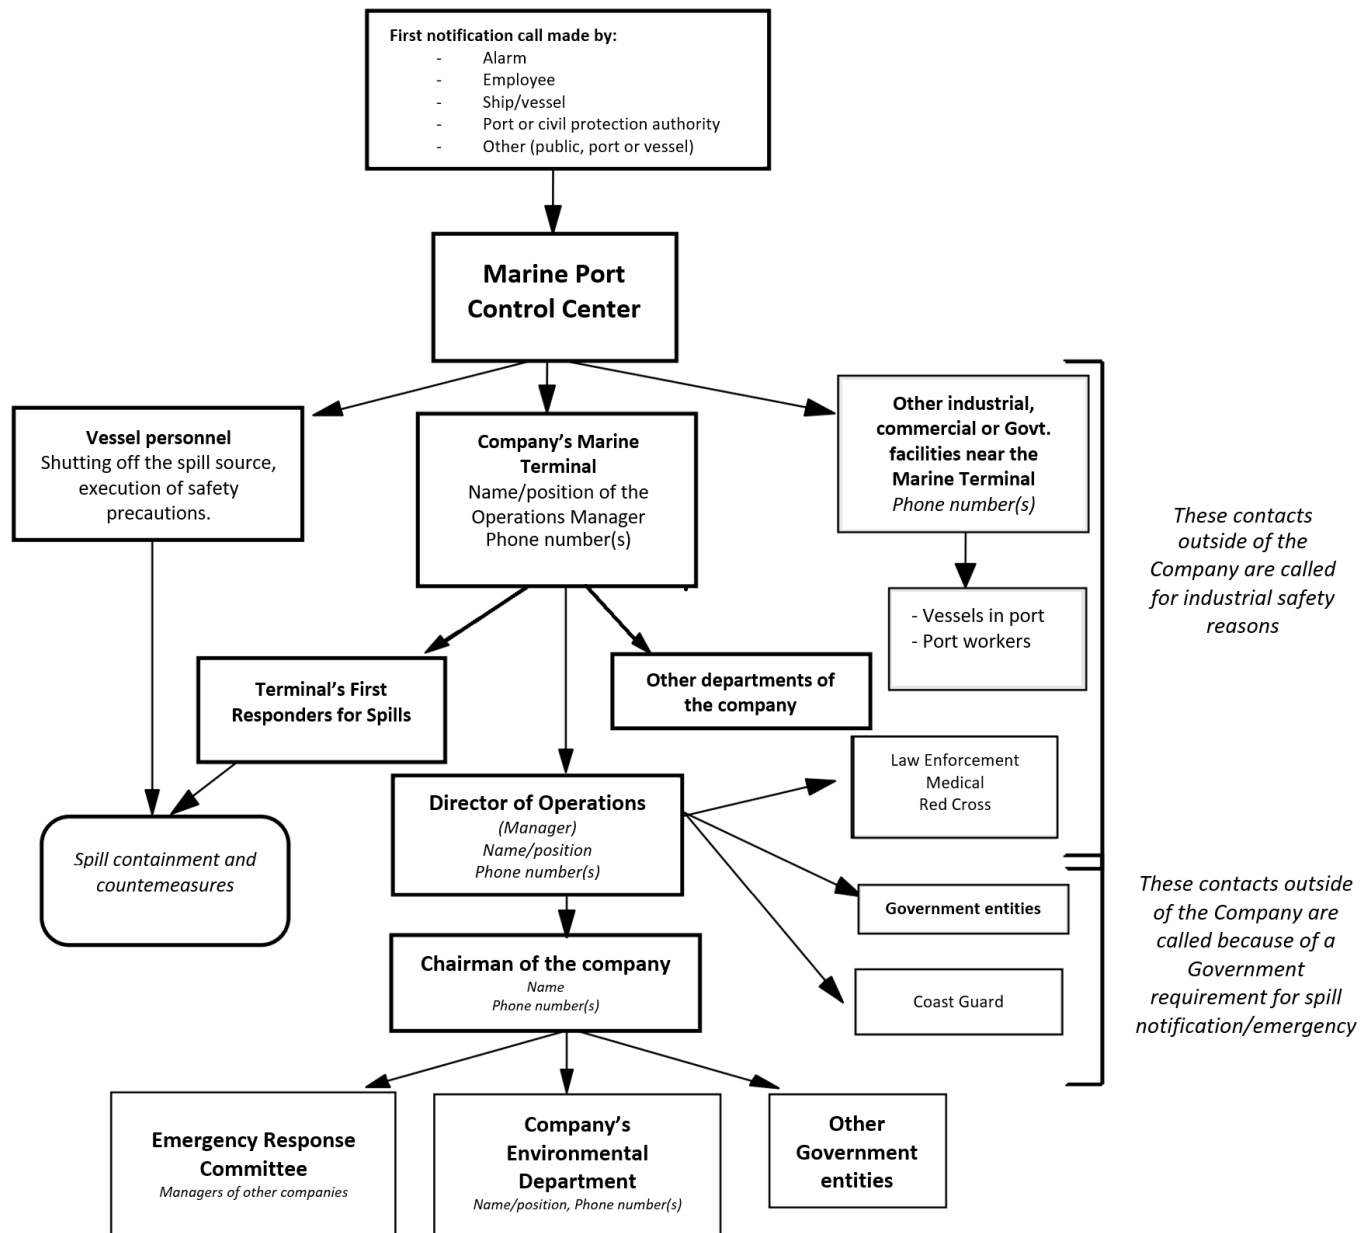 First notification call made by:
- Alarm
- Employee
- Ship/vessel
- Port or civil protection authority
- Other (public, port or vessel)
Marine Port
Control Center
Vessel personnel
Shutting off the spill source,
execution of safety
precautions.
Company's Marine
Terminal
Name/position of the
Operations Manager
Phone number(s)
Other industrial,
commercial or Govt.
facilities near the
Marine Terminal
Phone number(s)
These contacts
outside of the
Company are called
for industrial safety
reasons
- Vessels in port
- Port workers
Terminal's First
Responders for Spills
Other departments of
the company
Law Enforcement
Medical
Red Cross
Director of Operations
(Manager)
Name/position
Phone number(s)
Spill containment and
countemeasures
Government entities
These contacts outside
of the Company are
called because of a
Government
requirement for spill
notification/emergency
Chairman of the company
Name
Phone number(s)
Coast Guard
Emergency Response
Committee
Managers of other companies
Company's
Environmental
Department
Name/position, Phone number(s)
Other
Government
entities